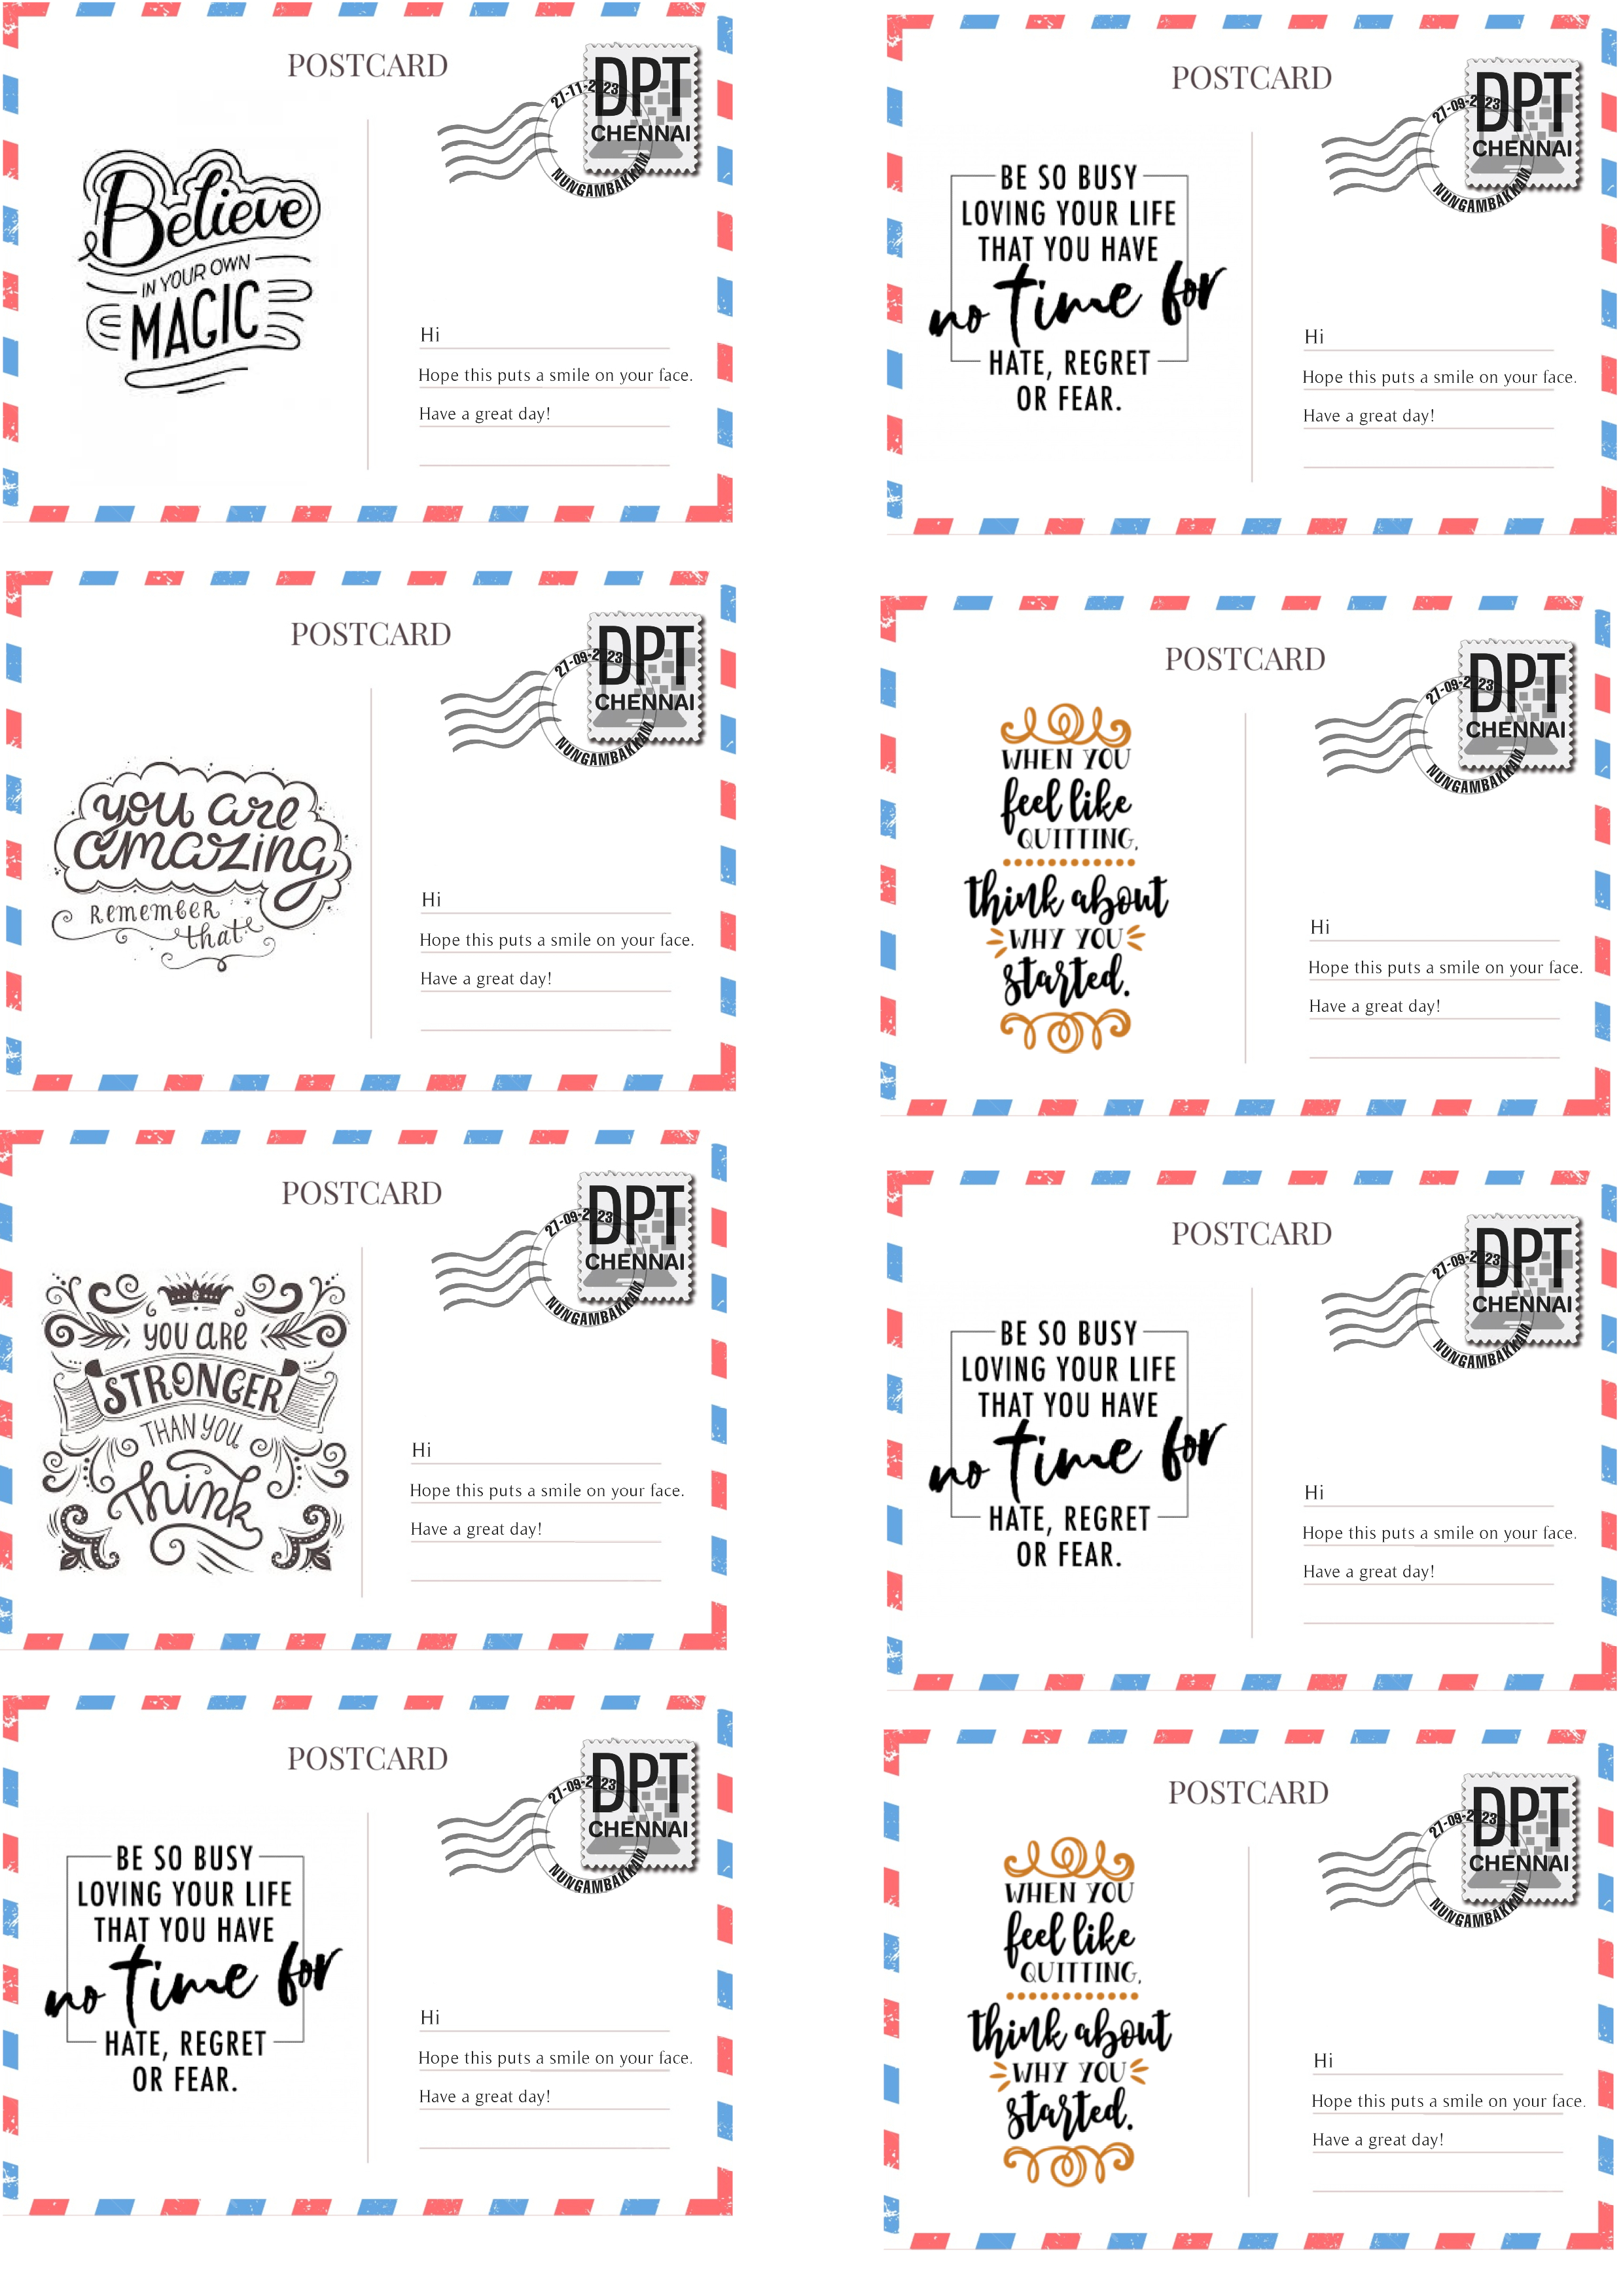 POSTCARD
DPT
27-11-2023
CHENNAI
NUNGAMBAKKAM
Believe
IN YOUR OWN
MAGIC
Hi
Hope this puts a smile on your face.
Have a great day!
POSTCARD
DPT
27-09-2023
CHENNAI
NUNGAMBAKKAM
BE SO BUSY
LOVING YOUR LIFE
THAT YOU HAVE
no time for
HATE, REGRET
OR FEAR.
Hi
Hope this puts a smile on your face.
Have a great day!
POSTCARD
DPT
27-09-2023
CHENNAI
NUNGAMBAKKAM
you are
amazing
REMEMBER
that
Hi
Hope this puts a smile on your face.
Have a great day!
POSTCARD
DPT
27-09-2023
CHENNAI
NUNGAMBAKKAM
WHEN YOU
feel like
QUITTING,
think about
WHY YOU
started.
Hi
Hope this puts a smile on your face.
Have a great day!
POSTCARD
DPT
27-09-2023
CHENNAI
NUNGAMBAKKAM
YOU ARE
STRONGER
THAN YOU
Think
Hi
Hope this puts a smile on your face.
Have a great day!
POSTCARD
DPT
27-09-2023
CHENNAI
NUNGAMBAKKAM
BE SO BUSY
LOVING YOUR LIFE
THAT YOU HAVE
no time for
HATE, REGRET
OR FEAR.
Hi
Hope this puts a smile on your face.
Have a great day!
POSTCARD
DPT
27-09-2023
CHENNAI
NUNGAMBAKKAM
BE SO BUSY
LOVING YOUR LIFE
THAT YOU HAVE
no time for
HATE, REGRET
OR FEAR.
Hi
Hope this puts a smile on your face.
Have a great day!
POSTCARD
DPT
27-09-2023
CHENNAI
NUNGAMBAKKAM
WHEN YOU
feel like
QUITTING,
think about
WHY YOU
started.
Hi
Hope this puts a smile on your face.
Have a great day!